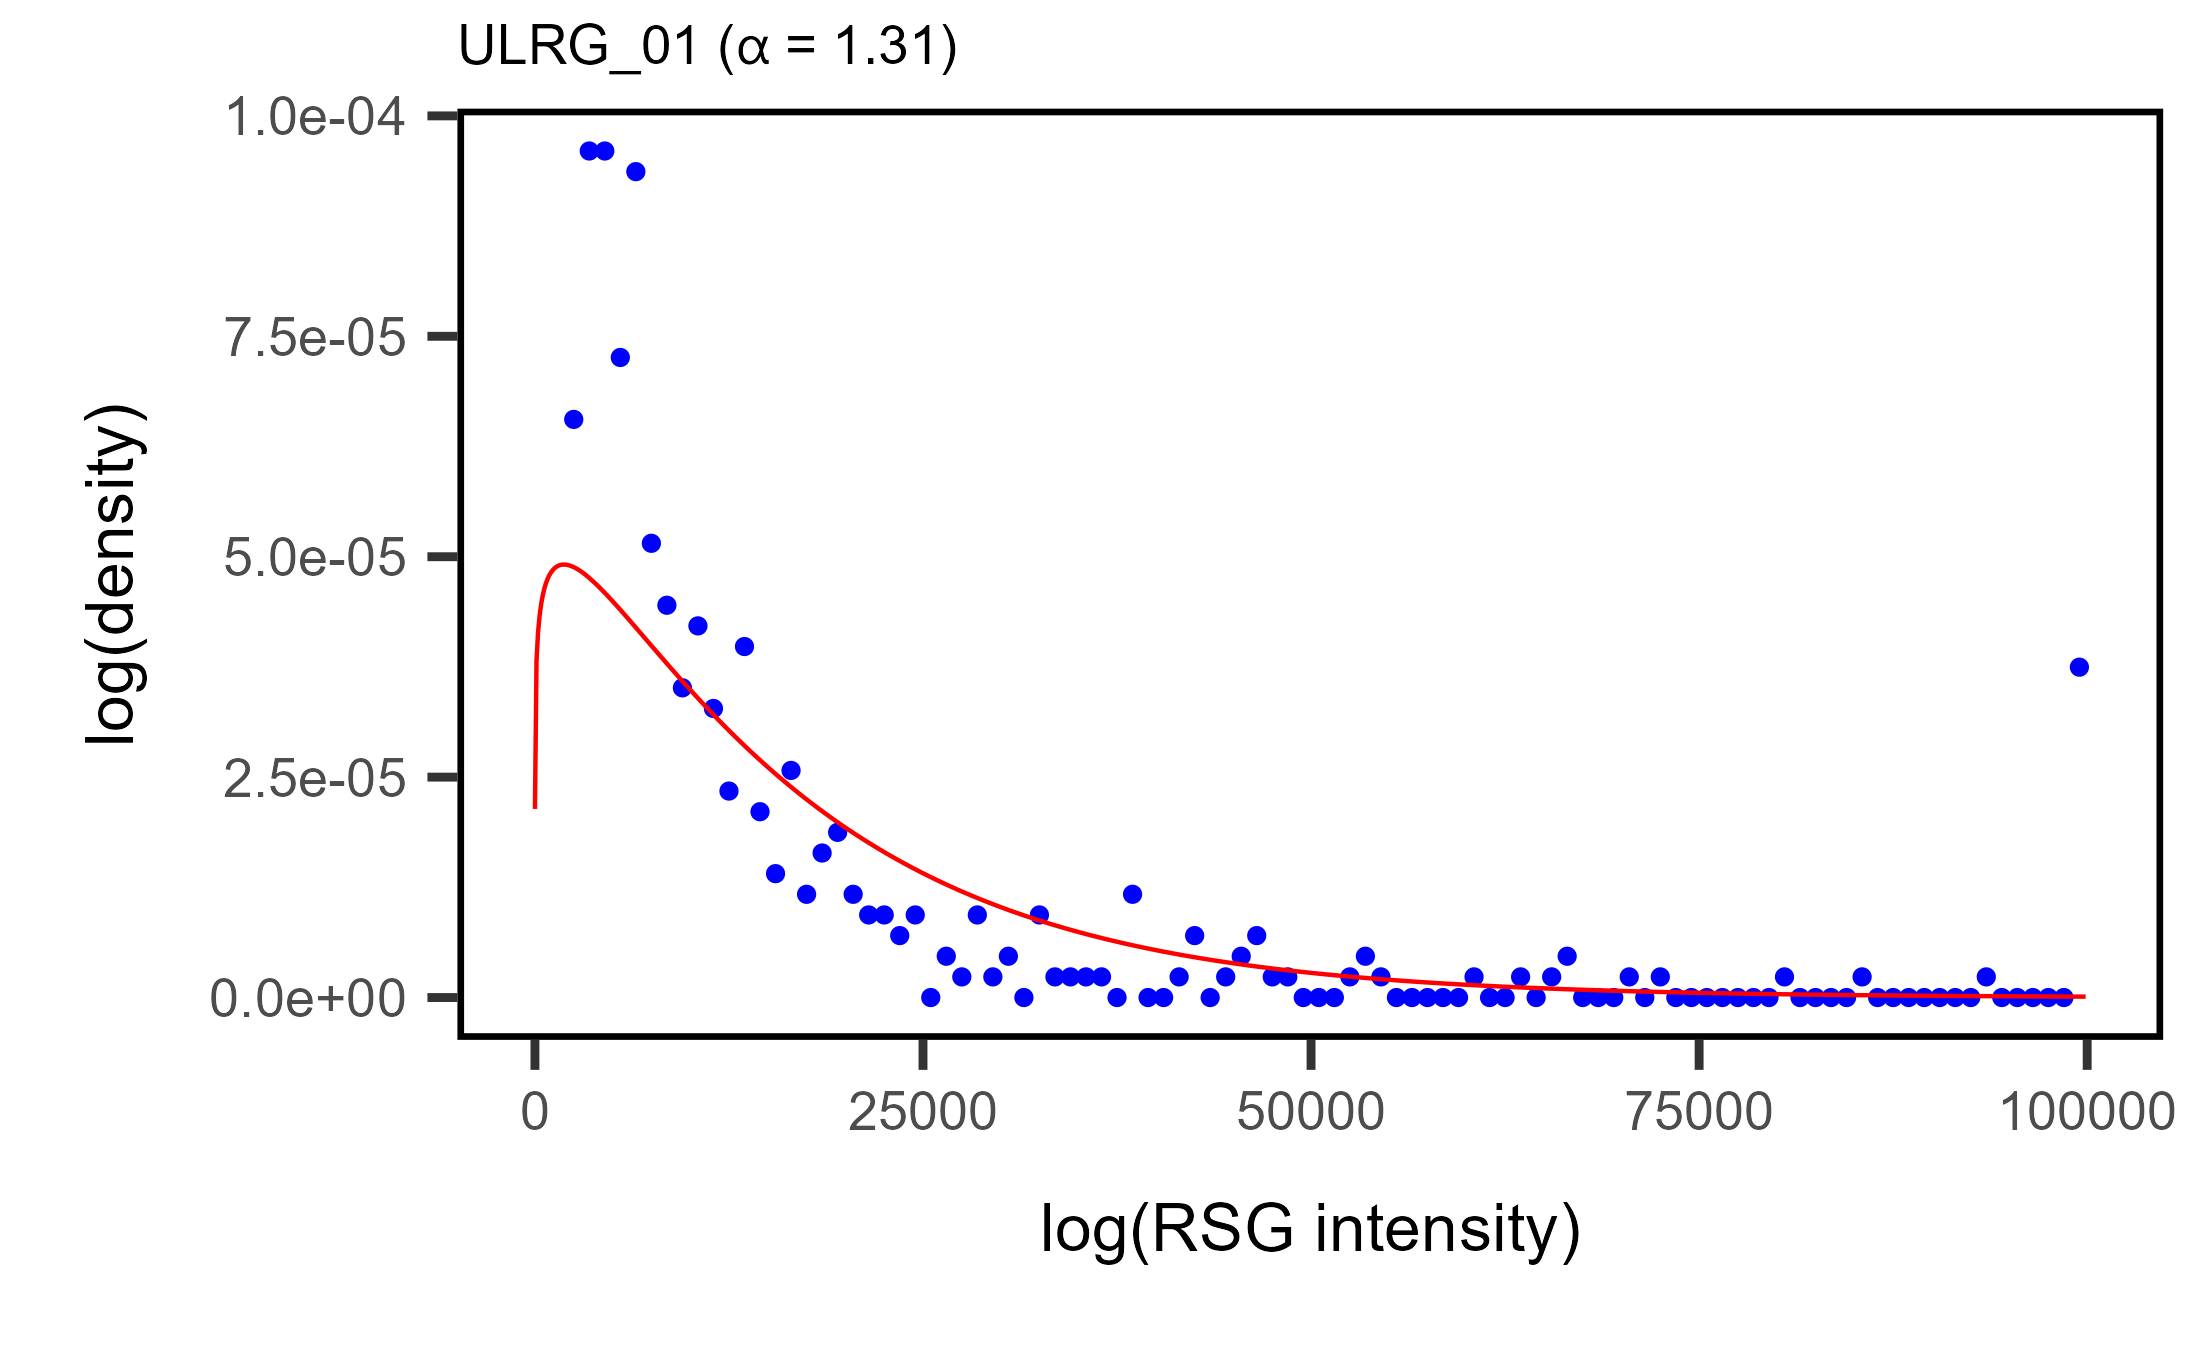 ULRG_01 (α = 1.31)
1.0e-04
7.5e-05
5.0e-05
2.5e-05
0.0e+00
log(density)
0 25000 50000 75000 100000
log(RSG intensity)